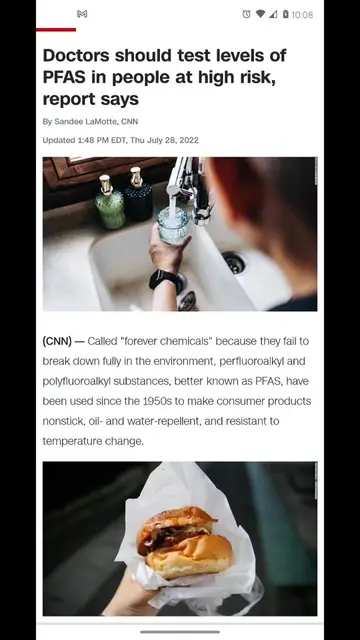 10:08
Doctors should test levels of
PFAS in people at high risk,
report says
By Sandee LaMotte, CNN
Updated 1:48 PM EDT, Thu July 28, 2022
(CNN) — Called "forever chemicals" because they fail to
break down fully in the environment, perfluoroalkyl and
polyfluoroalkyl substances, better known as PFAS, have
been used since the 1950s to make consumer products
nonstick, oil- and water-repellent, and resistant to
temperature change.